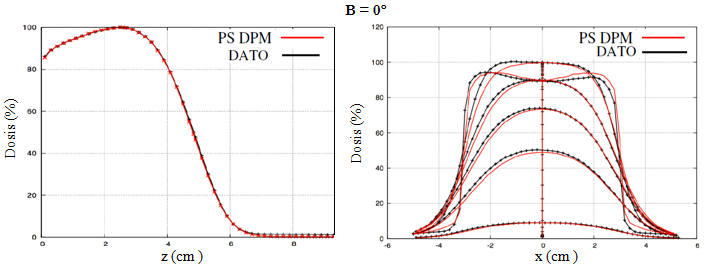 B = 0°
PS DPM
DATO
Dosis (%)
100
80
60
40
20
0
0
2
4
6
8
z (cm )
PS DPM
DATO
Dosis (%)
120
100
80
60
40
20
0
-6
-4
-2
0
2
4
6
x (cm )